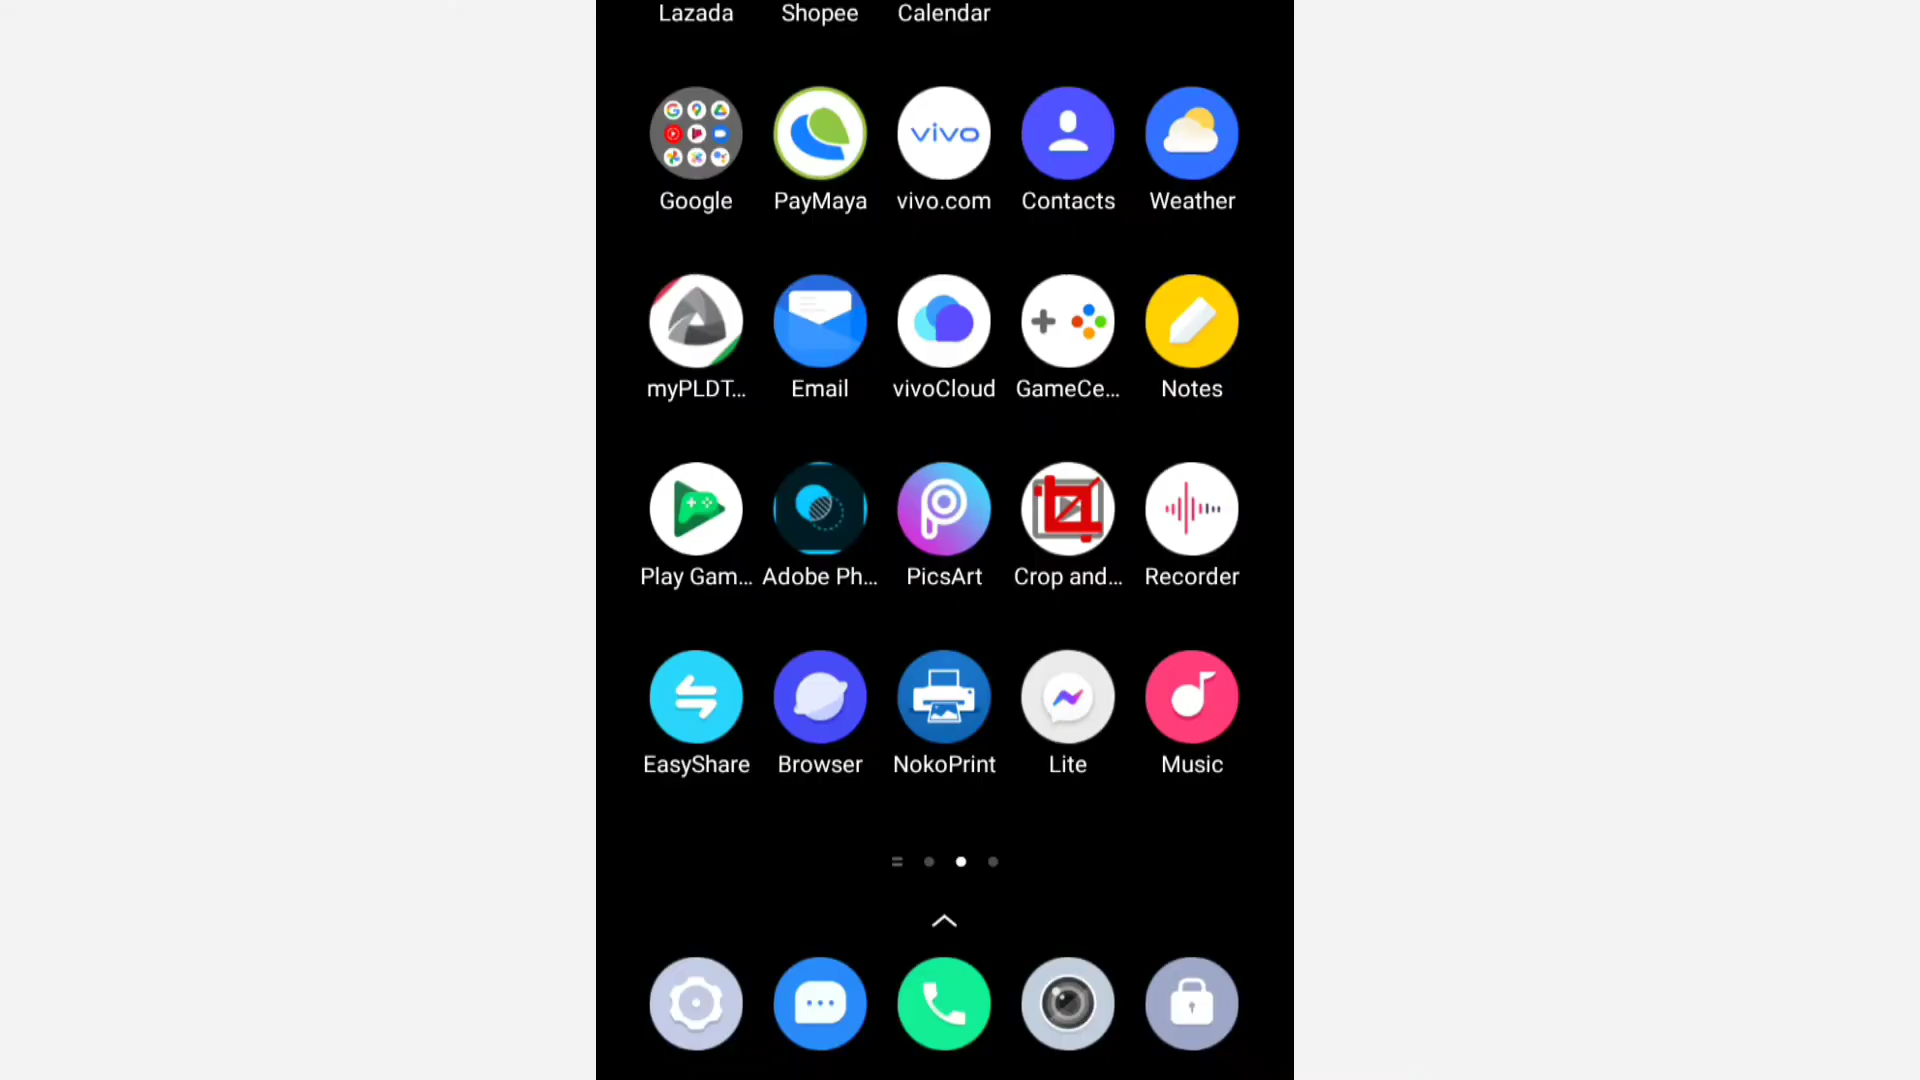 Lazada Shopee Calendar
vivo
Google PayMaya vivo.com Contacts Weather
myPLDT... Email vivoCloud GameCe... Notes
Play Gam... Adobe Ph... PicsArt Crop and... Recorder
EasyShare Browser NokoPrint Lite Music